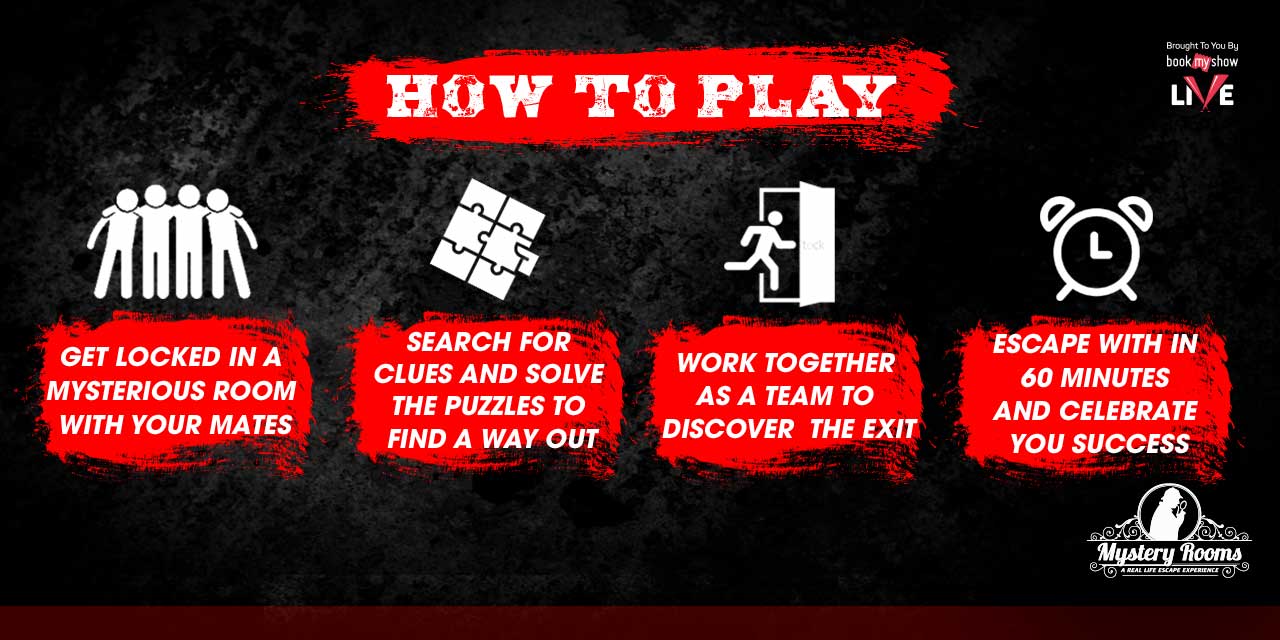 HOW TO PLAY
Brought To You By
book my show
LIVE
GET LOCKED IN A
MYSTERIOUS ROOM
WITH YOUR MATES
SEARCH FOR
CLUES AND SOLVE
THE PUZZLES TO
FIND A WAY OUT
tock
WORK TOGETHER
AS A TEAM TO
DISCOVER THE EXIT
ESCAPE WITH IN
60 MINUTES
AND CELEBRATE
YOU SUCCESS
Mystery Rooms
A REAL LIFE ESCAPE EXPERIENCE